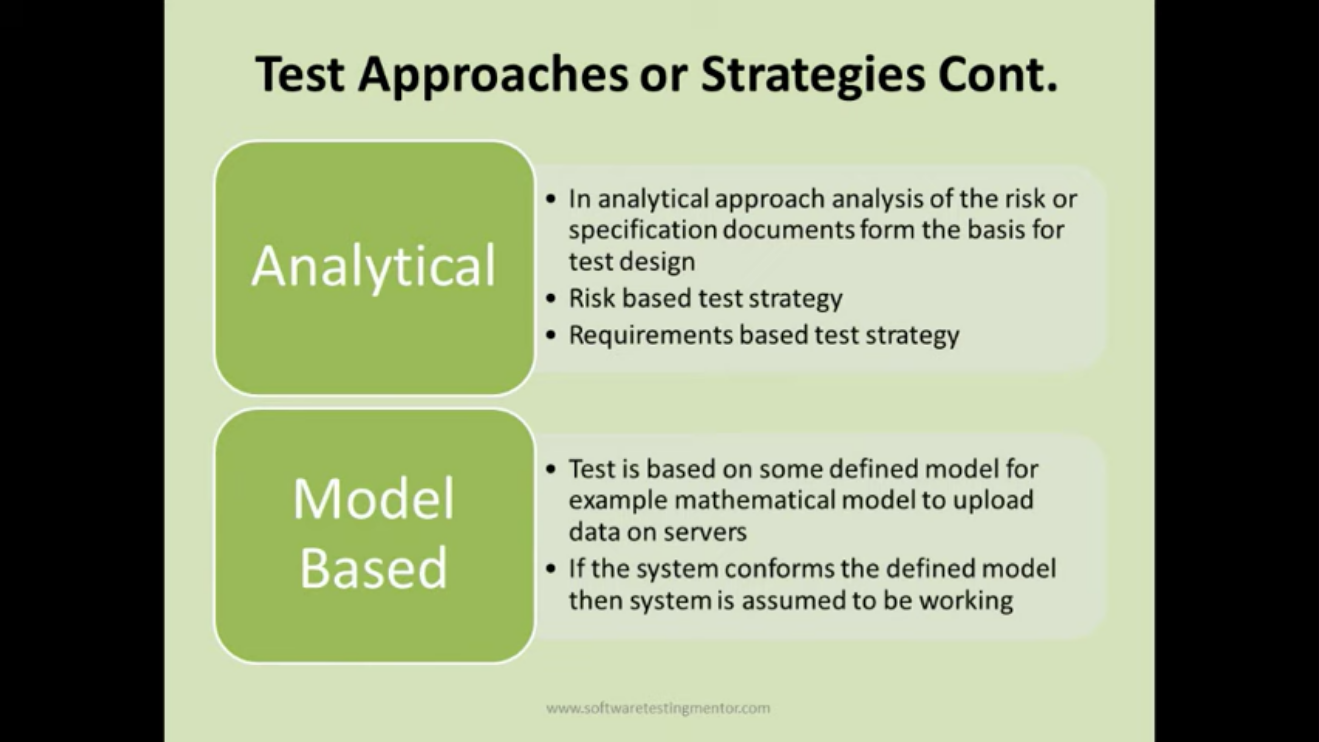 Test Approaches or Strategies Cont.
Analytical
• In analytical approach analysis of the risk or
specification documents form the basis for
test design
• Risk based test strategy
• Requirements based test strategy
Model
Based
• Test is based on some defined model for
example mathematical model to upload
data on servers
• If the system conforms the defined model
then system is assumed to be working
www.softwaretestingmentor.com